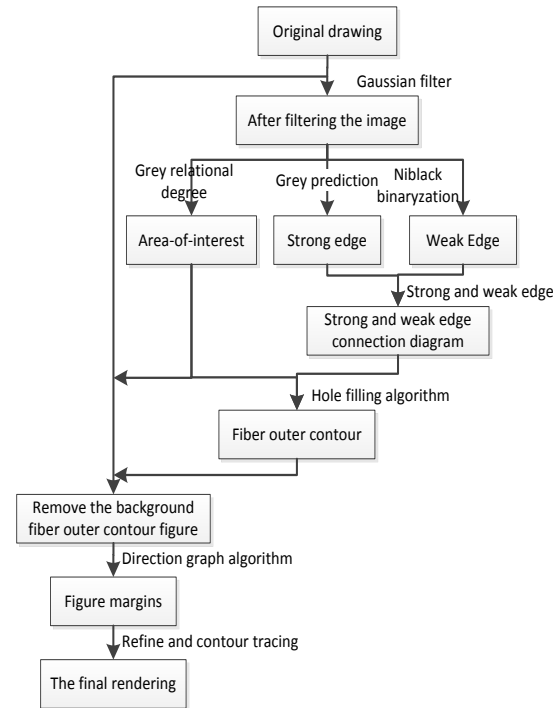 Original drawing
Gaussian filter
After filtering the image
Grey relational
degree
Grey prediction
Niblack
binaryzation
Area-of-interest
Strong edge
Weak Edge
Strong and weak edge
Strong and weak edge
connection diagram
Hole filling algorithm
Fiber outer contour
Remove the background
fiber outer contour figure
Direction graph algorithm
Figure margins
Refine and contour tracing
The final rendering